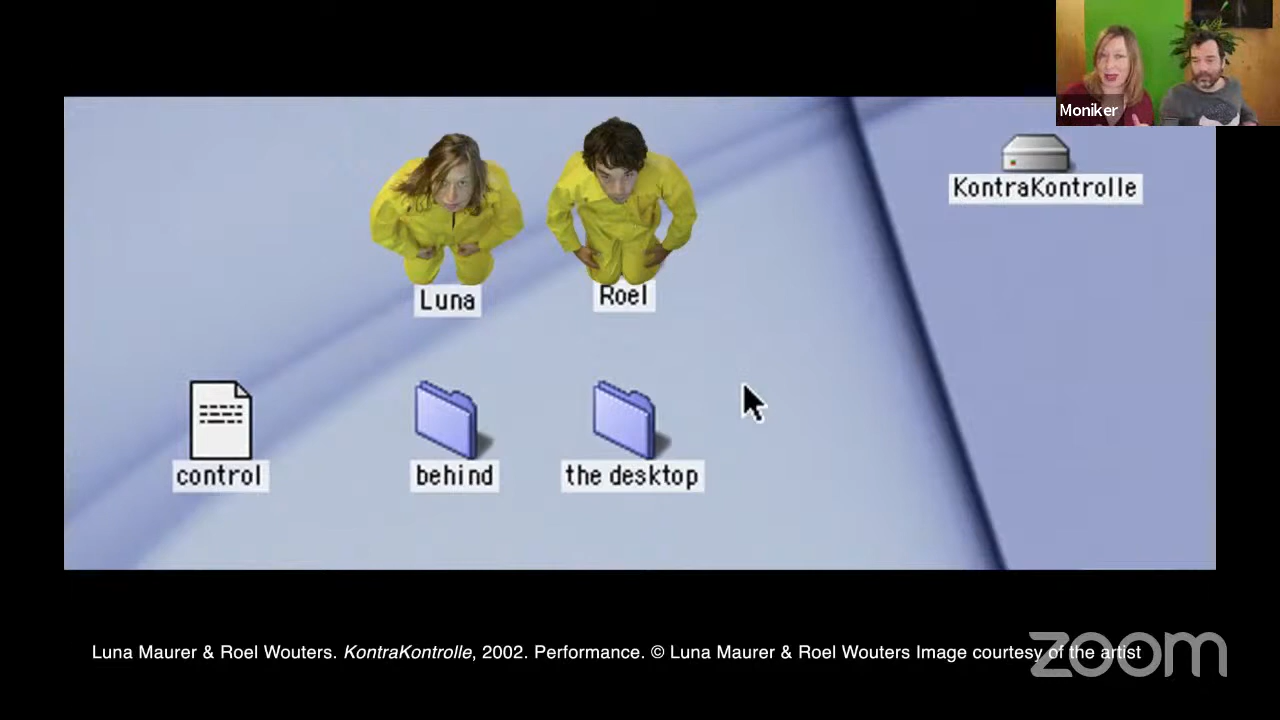 Moniker
KontraKontrolle
Luna
Roel
control
behind
the desktop
Luna Maurer & Roel Wouters. KontraKontrolle, 2002. Performance. © Luna Maurer & Roel Wouters Image courtesy of the artist
zoom